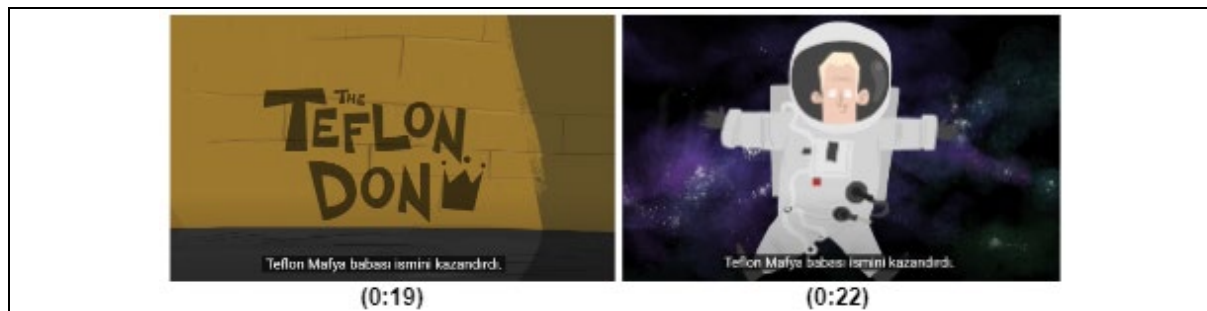 THE
TEFLON
DON
Teflon Mafya babası ismini kazandırdı.
(0:19)
Teflon Mafya babası ismini kazandırdı.
(0:22)